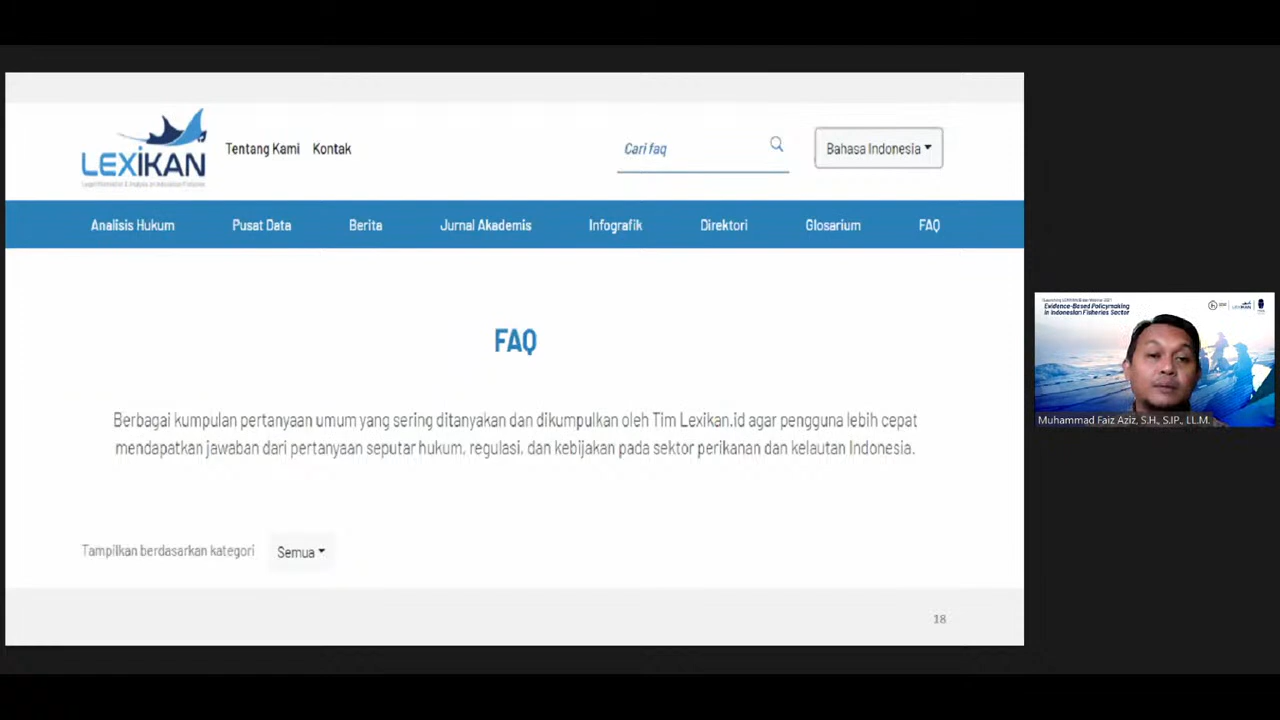 LEXIKAN
Tentang Kami
Kontak
Cari faq
Bahasa Indonesia
Analisis Hukum
Pusat Data
Berita
Jurnal Akademis
Infografik
Direktori
Glosarium
FAQ
FAQ
Berbagai kumpulan pertanyaan umum yang sering ditanyakan dan dikumpulkan oleh Tim Lexikan.id agar pengguna lebih cepat
mendapatkan jawaban dari pertanyaan seputar hukum, regulasi, dan kebijakan pada sektor perikanan dan kelautan Indonesia.
Tampilkan berdasarkan kategori
Semua
18
Evidence-Based Policymaking
in Indonesian Fisheries Sector
Muhammad Faiz Aziz, S.H., S.IP., LL.M.